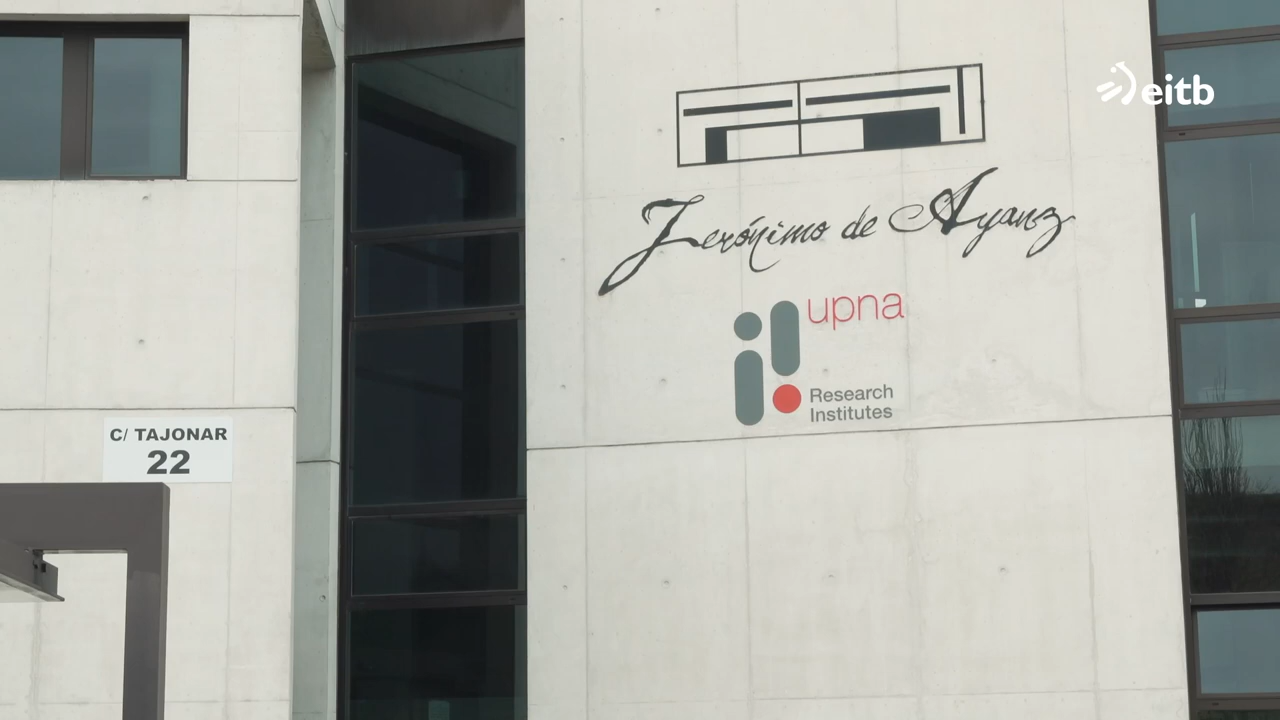 eitb
Jerónimo de Ayanz
upna
Research
Institutes
C/ TAJONAR
22